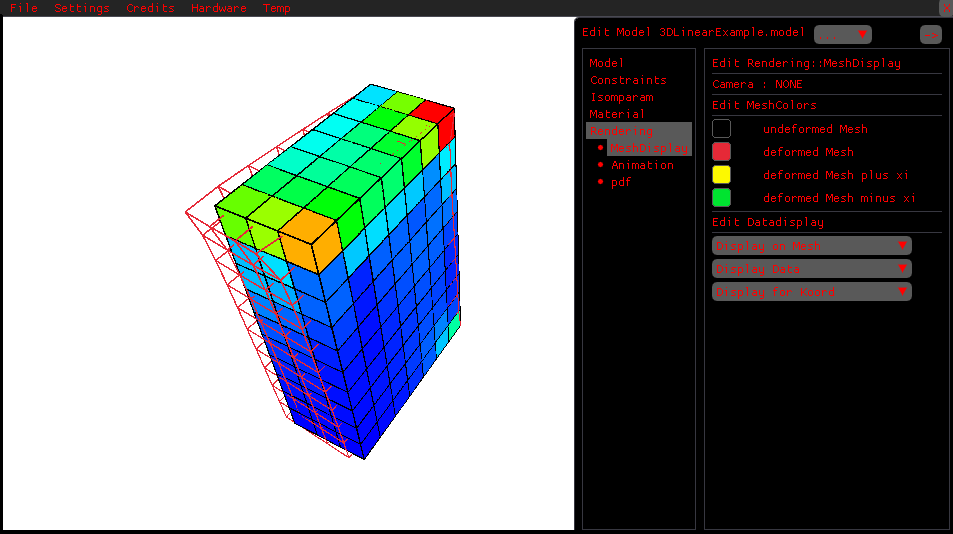 File Settings Credits Hardware Temp X
Edit Model 3DLinearExample.model .... ▼
Model
Constraints
Isomparam
Material
Rendering
• MeshDisplay
• Animation
• pdf
Edit Rendering::MeshDisplay
Camera : NONE
Edit MeshColors
undeformed Mesh
deformed Mesh
deformed Mesh plus xi
deformed Mesh minus xi
Edit Datadisplay
Display on Mesh ▼
Display Data ▼
Display for Koord ▼